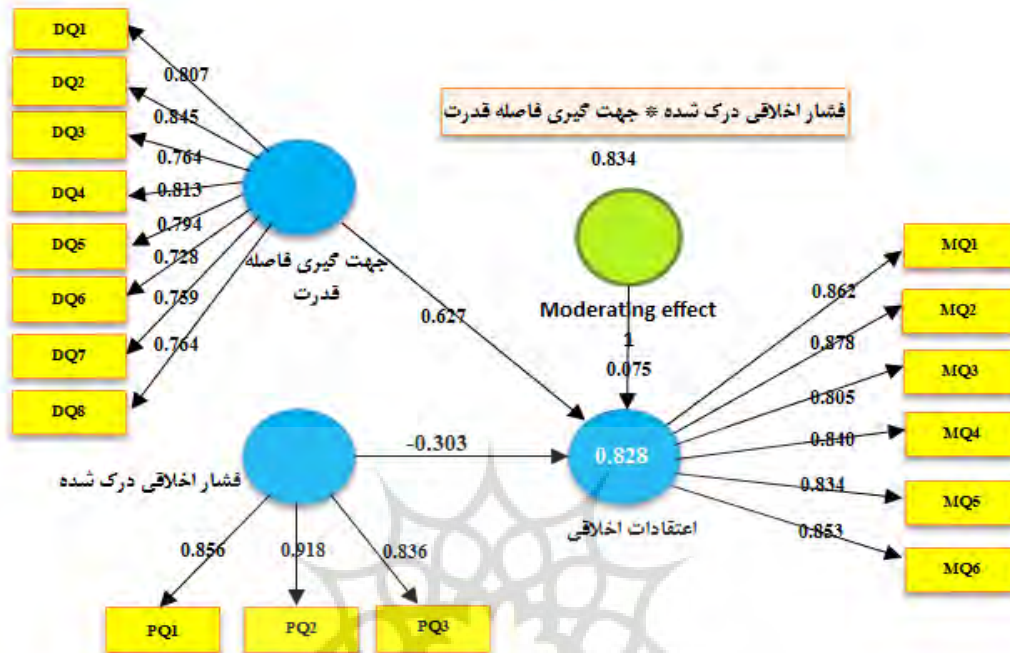 DQ1
0.807
DQ2
0.845
DQ3
0.764
DQ4
0.813
DQ5
0.794
DQ6
0.728
DQ7
0.759
DQ8
0.764
جهت گیری فاصله
قدرت
0.627
فشار اخلاقی درک شده * جهت گیری فاصله قدرت
0.834
Moderating effect
1
0.075
فشار اخلاقی درک شده
-0.303
0.828
اعتقادات اخلاقی
0.856
0.918
0.836
PQ1
PQ2
PQ3
MQ1
0.862
MQ2
0.878
MQ3
0.805
MQ4
0.840
MQ5
0.834
MQ6
0.853